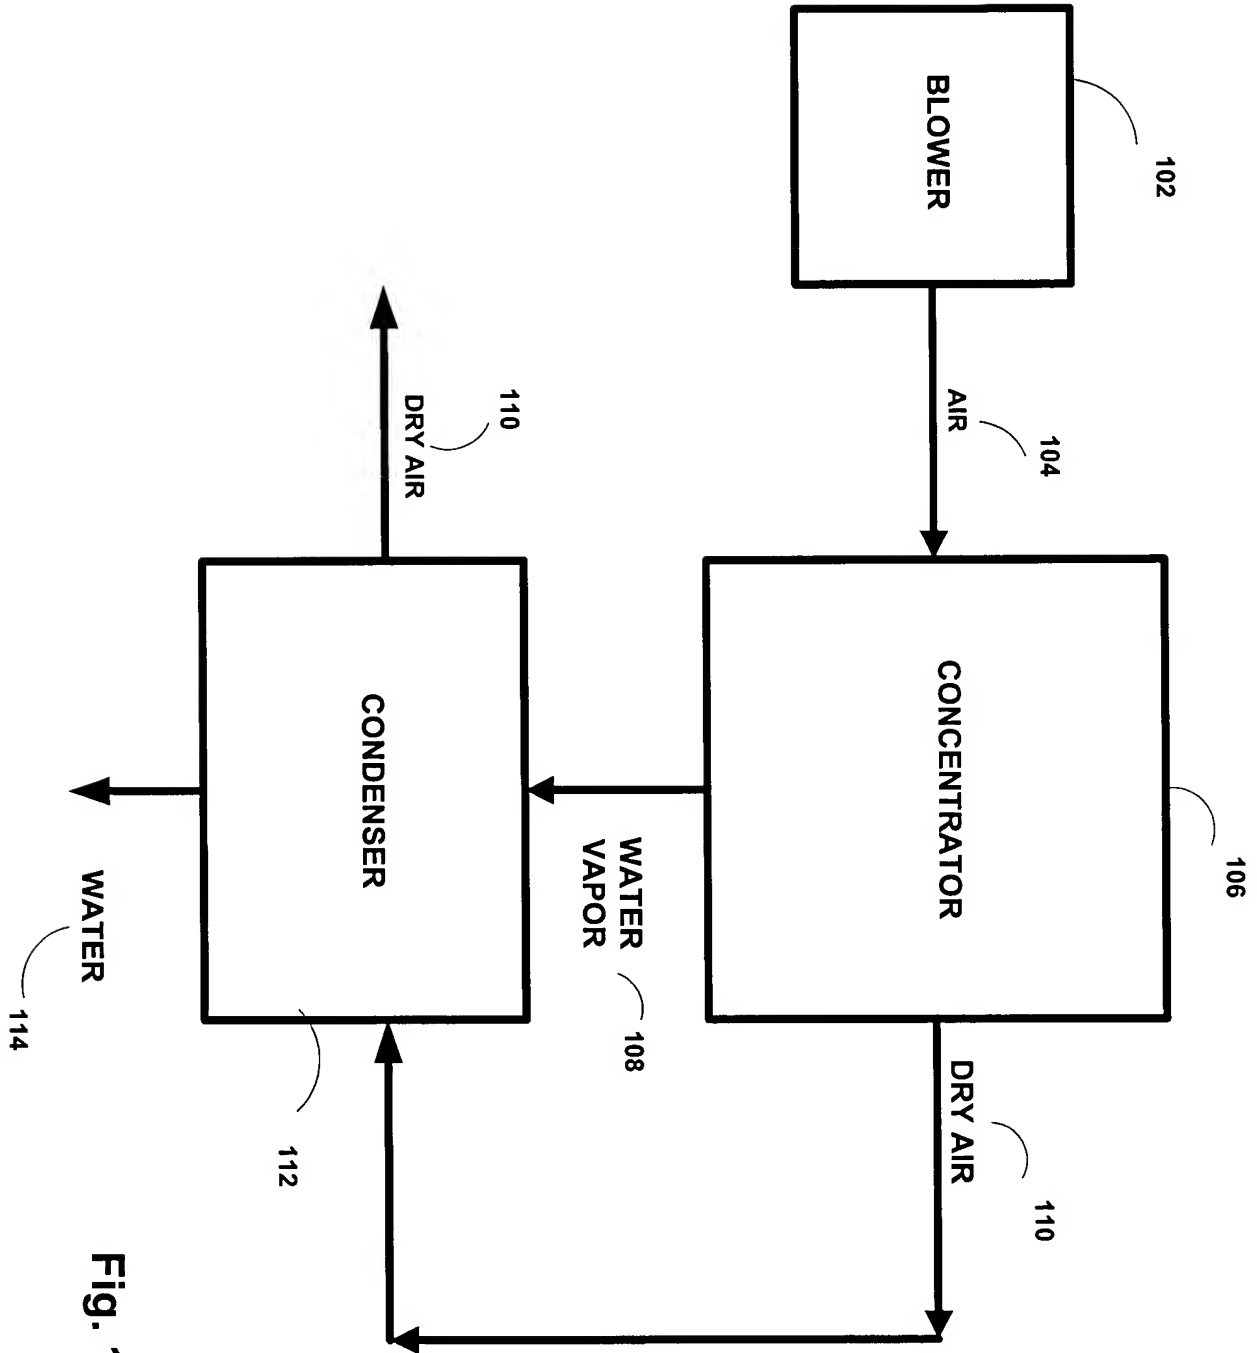 106
102
104
110
AIR
DRY AIR
BLOWER
CONCENTRATOR
WATER
VAPOR
108
110
DRY AIR
CONDENSER
112
WATER
114
Fig.